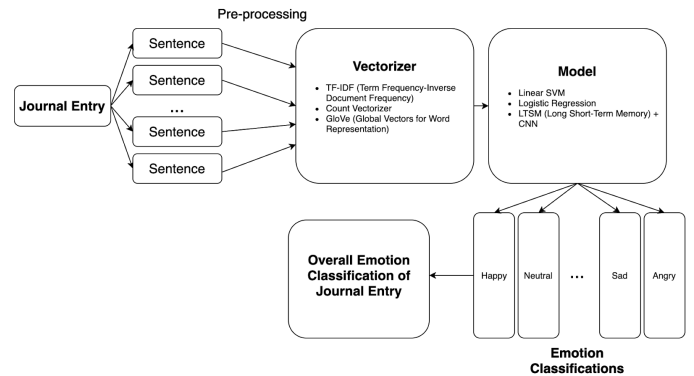 Pre-processing
Journal Entry
Sentence
Sentence
...
Sentence
Sentence
Vectorizer
• TF-IDF (Term Frequency-Inverse
Document Frequency)
• Count Vectorizer
• GloVe (Global Vectors for Word
Representation)
Model
• Linear SVM
• Logistic Regression
• LTSM (Long Short-Term Memory) +
CNN
Happy
Neutral
...
Sad
Angry
Emotion
Classifications
Overall Emotion
Classification of
Journal Entry